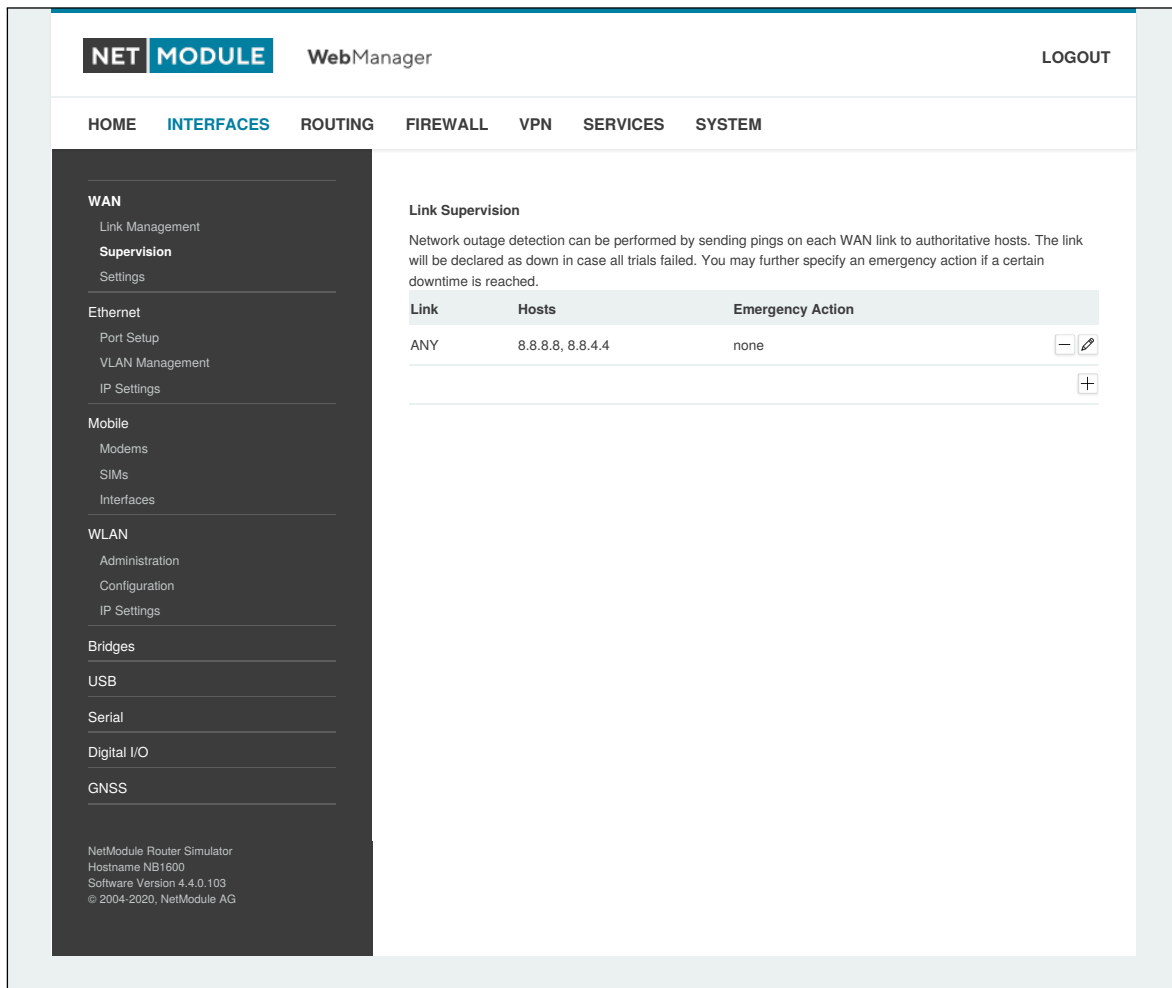 NET MODULE WebManager LOGOUT
HOME INTERFACES ROUTING FIREWALL VPN SERVICES SYSTEM
WAN
Link Management
Supervision
Settings
Ethernet
Port Setup
VLAN Management
IP Settings
Mobile
Modems
SIMs
Interfaces
WLAN
Administration
Configuration
IP Settings
Bridges
USB
Serial
Digital I/O
GNSS
NetModule Router Simulator
Hostname NB1600
Software Version 4.4.0.103
© 2004-2020, NetModule AG
Link Supervision
Network outage detection can be performed by sending pings on each WAN link to authoritative hosts. The link
will be declared as down in case all trials failed. You may further specify an emergency action if a certain
downtime is reached.
Link Hosts Emergency Action
ANY 8.8.8.8, 8.8.4.4 none